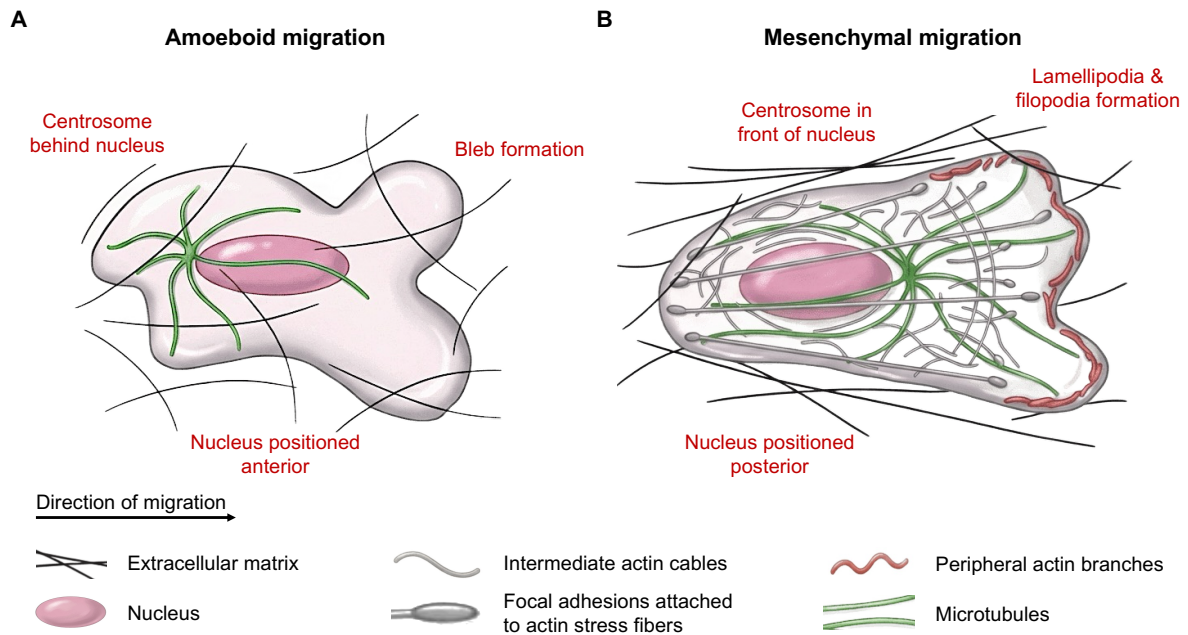 A
Amoeboid migration
Centrosome
behind nucleus
Bleb formation
Nucleus positioned
anterior
B
Mesenchymal migration
Lamellipodia &
filopodia formation
Centrosome in
front of nucleus
Nucleus positioned
posterior
Direction of migration
Extracellular matrix
Intermediate actin cables
Peripheral actin branches
Nucleus
Focal adhesions attached
to actin stress fibers
Microtubules